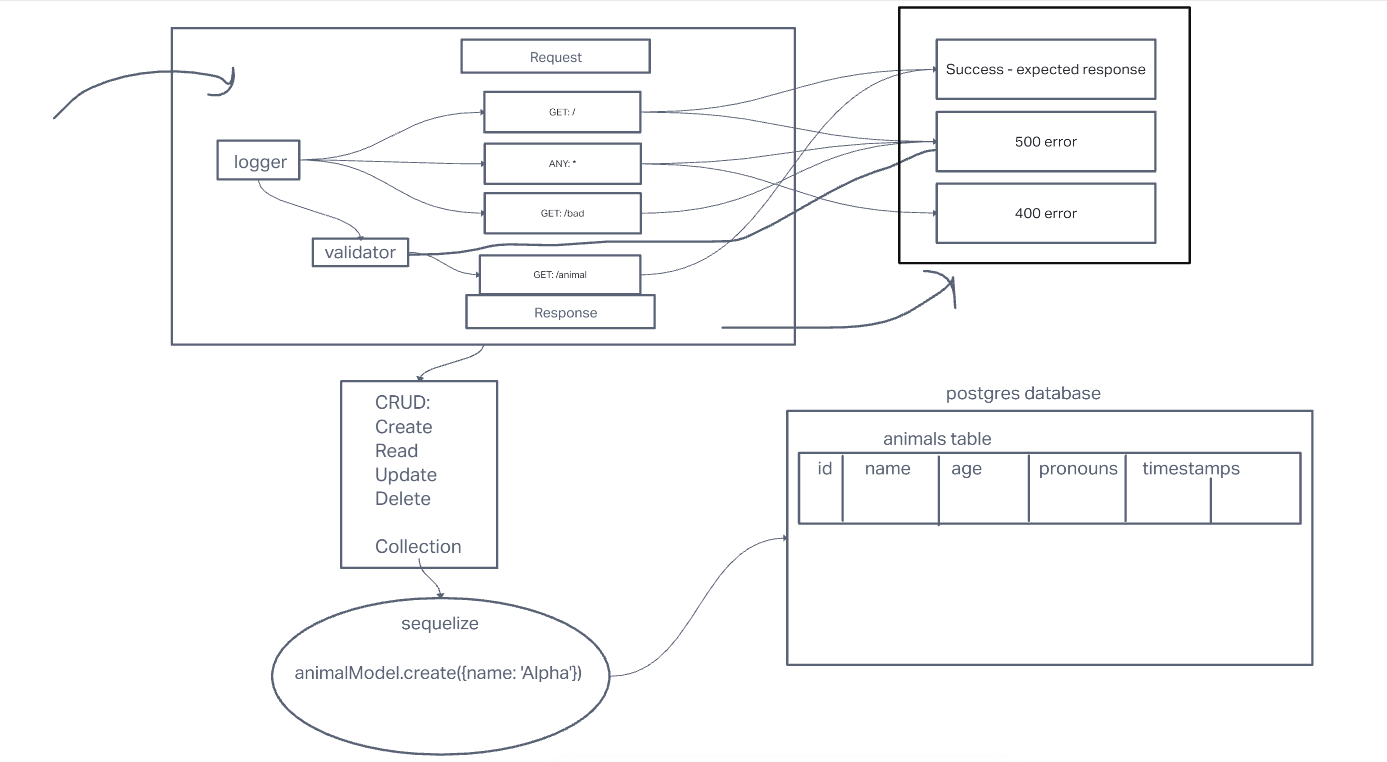 Request
Success - expected response
GET: /
500 error
logger
ANY: *
GET: /bad
400 error
validator
GET: /animal
Response
CRUD:
Create
Read
Update
Delete
Collection
postgres database
animals table
id name age pronouns timestamps
sequelize
animalModel.create({name: 'Alpha'})